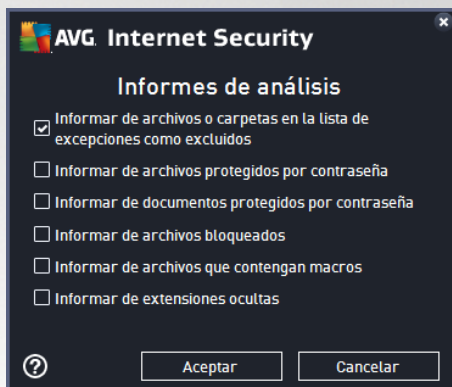 AVG Internet Security
Informes de análisis
Informar de archivos o carpetas en la lista de
excepciones como excluidos
Informar de archivos protegidos por contraseña
Informar de documentos protegidos por contraseña
Informar de archivos bloqueados
Informar de archivos que contengan macros
Informar de extensiones ocultas
? Aceptar Cancelar